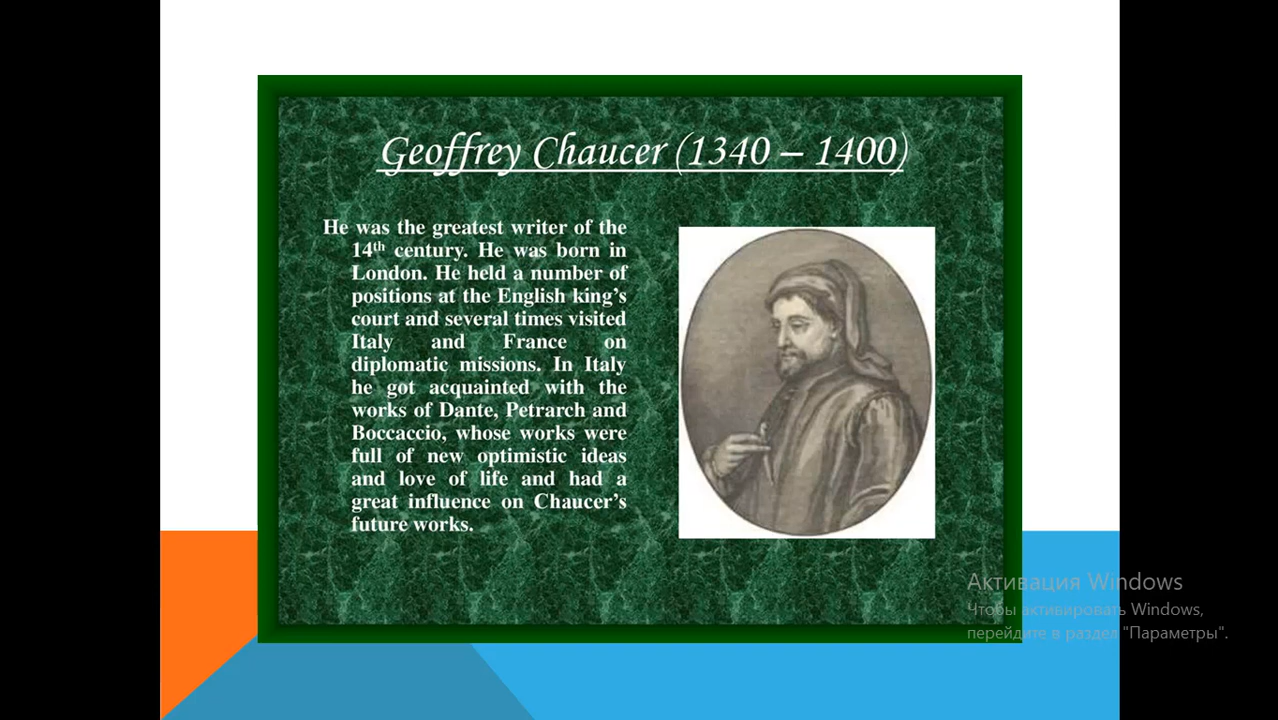 Geoffrey Chaucer (1340 – 1400)
He was the greatest writer of the
14th century. He was born in
London. He held a number of
positions at the English king's
court and several times visited
Italy and France on
diplomatic missions. In Italy
he got acquainted with the
works of Dante, Petrarch and
Boccaccio, whose works were
full of new optimistic ideas
and love of life and had a
great influence on Chaucer's
future works.
Активация Windows
Чтобы активировать Windows,
перейдите в раздел "Параметры".